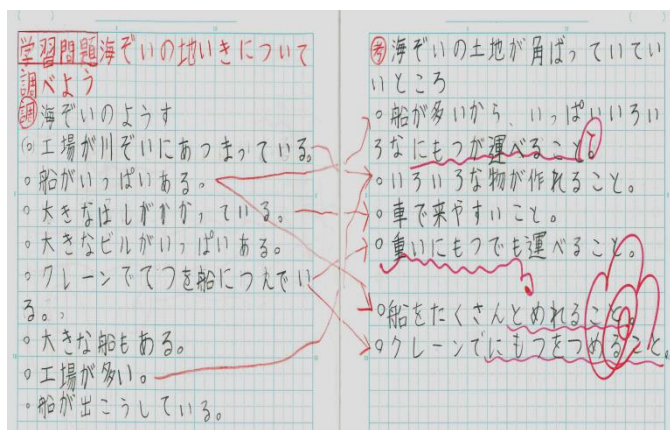 学習問題海ぞいの地いきについて
調べよう
調海ぞいのようす
○工場が川ぞいにあつまっている。
○船がいっぱいある。
○大きなはしがかかっている。
○大きなビルがいっぱいある。
○クレーンでてつを船につんでい
る。
○大きな船もある。
○工場が多い。
○船が出こうしている。
考海ぞいの土地が角ばっていてい
いところ
○船が多いから、いっぱいいろい
ろなにもつが運べること。
○いろいろな物が作れること。
○車で来やすいこと。
○重いにもつでも運べること。
○船をたくさんとめれること。
○クレーンでにもつをつめること。